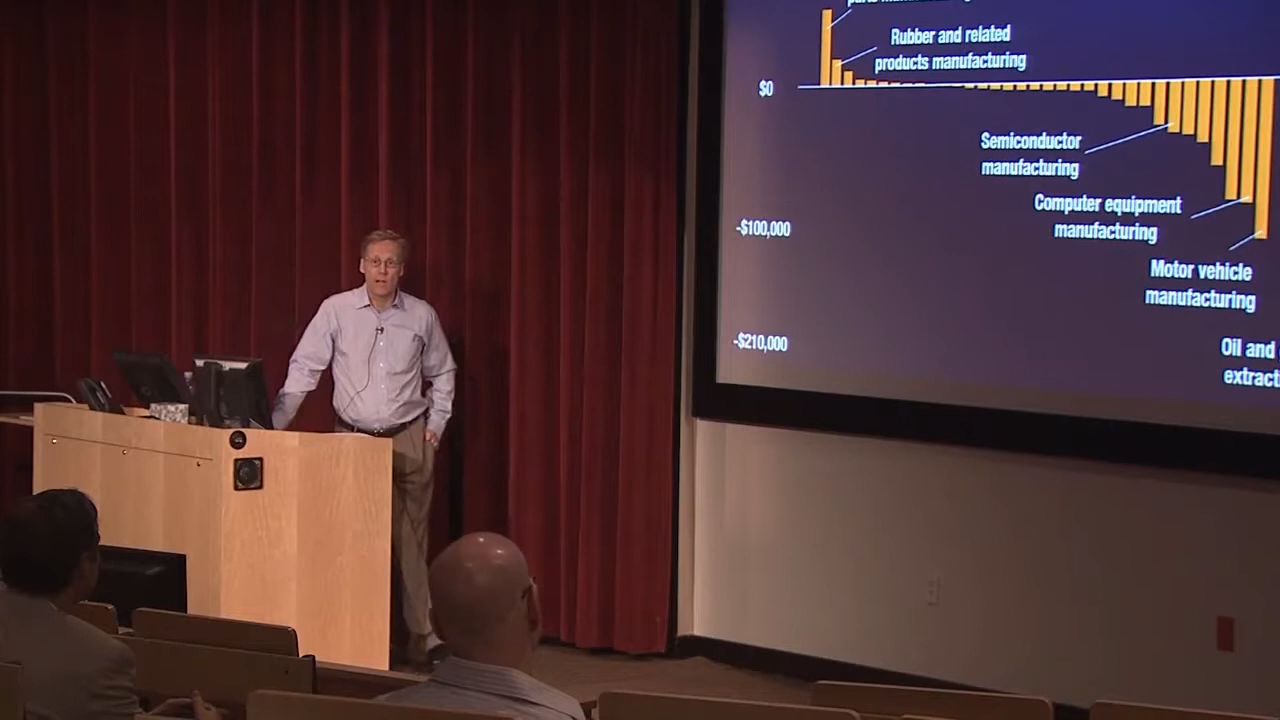 Rubber and related
products manufacturing
$0
Semiconductor
manufacturing
Computer equipment
manufacturing
-$100,000
Motor vehicle
manufacturing
-$210,000
Oil and